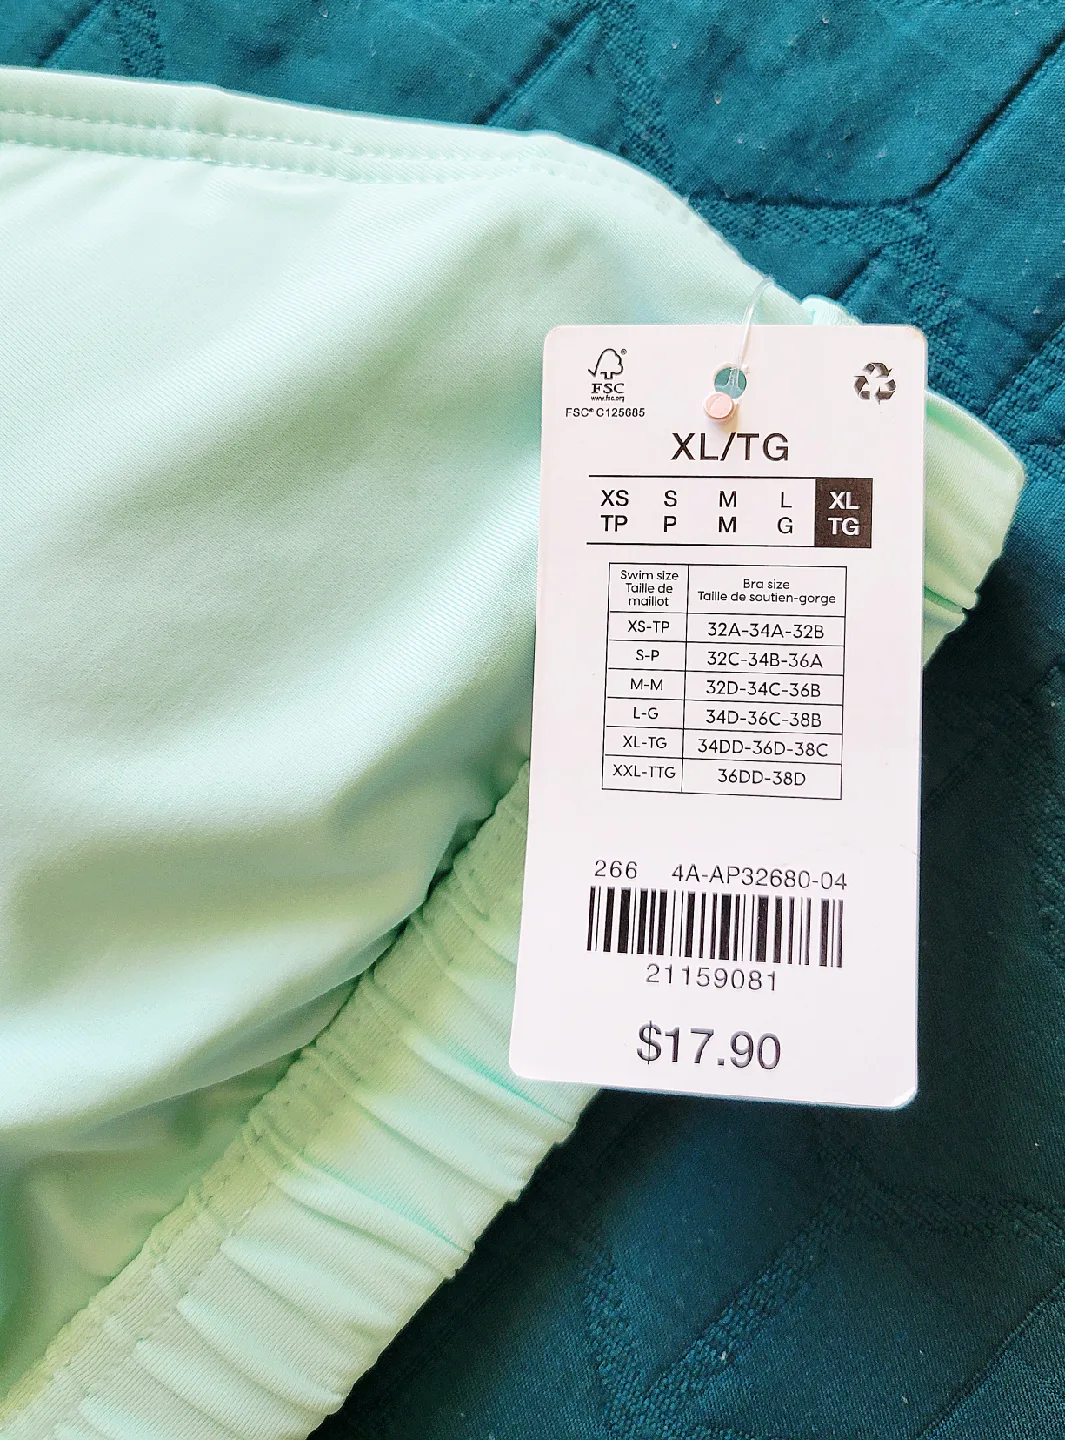 FSC®
www.fsc.org
FSC® C125685
XL/TG
XS S M L XL
TP P M G TG
Swim size
Taille de
maillot
Bra size
Taille de soutien-gorge
XS-TP 32A-34A-32B
S-P 32C-34B-36A
M-M 32D-34C-36B
L-G 34D-36C-38B
XL-TG 34DD-36D-38C
XXL-TTG 36DD-38D
266 4A-AP32680-04
21159081
$17.90